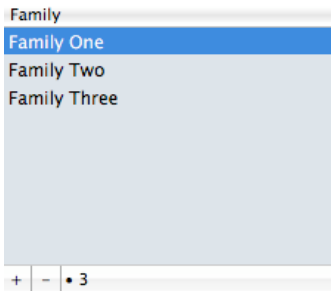 Family
Family One
Family Two
Family Three
+ - • 3